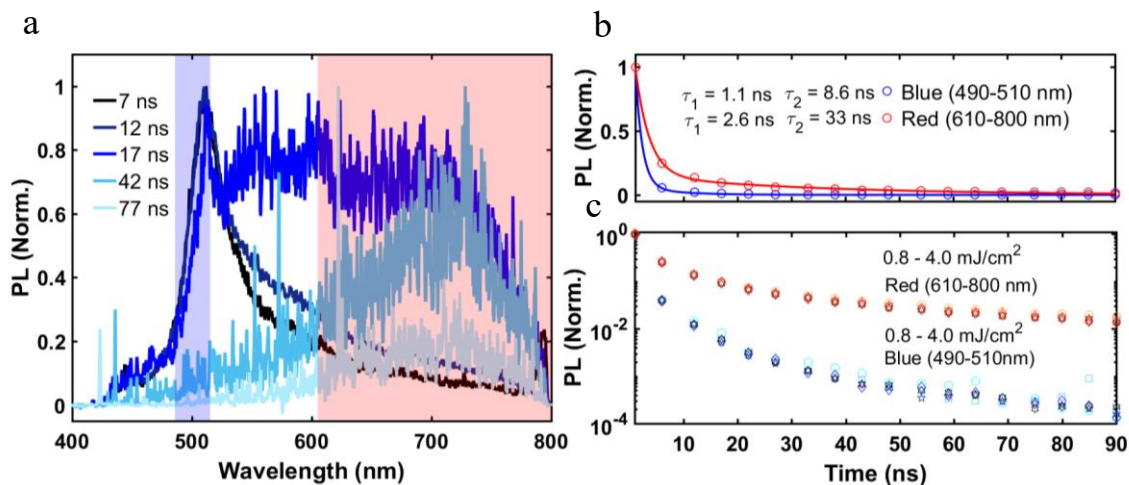 a
PL (Norm.)
1
0.8
0.6
0.4
0.2
0
7 ns
12 ns
17 ns
42 ns
77 ns
400 500 600 700 800
Wavelength (nm)
b
PL (Norm.)
1
0.5
0
τ1 = 1.1 ns τ2 = 8.6 ns Blue (490-510 nm)
τ1 = 2.6 ns τ2 = 33 ns Red (610-800 nm)
c
PL (Norm.)
10^0
10^-2
10^-4
0.8 - 4.0 mJ/cm²
Red (610-800 nm)
0.8 - 4.0 mJ/cm²
Blue (490-510nm)
10 20 30 40 50 60 70 80 90
Time (ns)